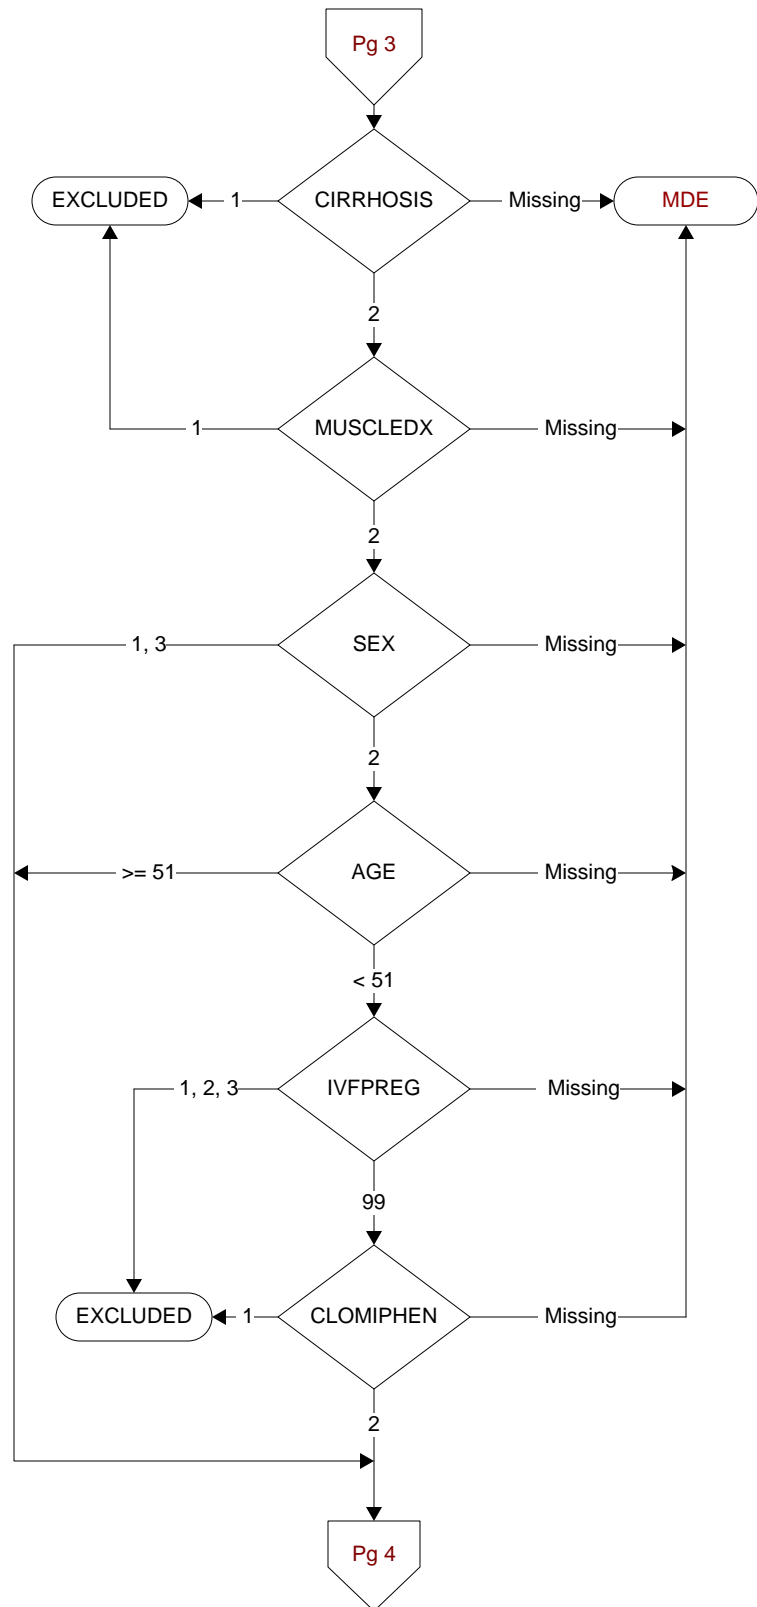 Pg 3
EXCLUDED
1
CIRRHOSIS
Missing
MDE
2
1
MUSCLEDX
Missing
2
1, 3
SEX
Missing
2
>= 51
AGE
Missing
< 51
1, 2, 3
IVFPREG
Missing
99
EXCLUDED
1
CLOMIPHEN
Missing
2
Pg 4